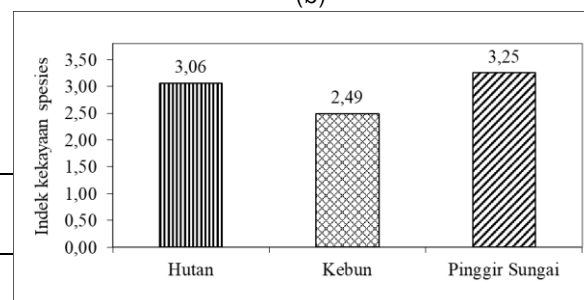 (b)
Indek kekayaan spesies
3,50
3,00
2,50
2,00
1,50
1,00
0,50
0,00
3,06
2,49
3,25
Hutan
Kebun
Pinggir Sungai